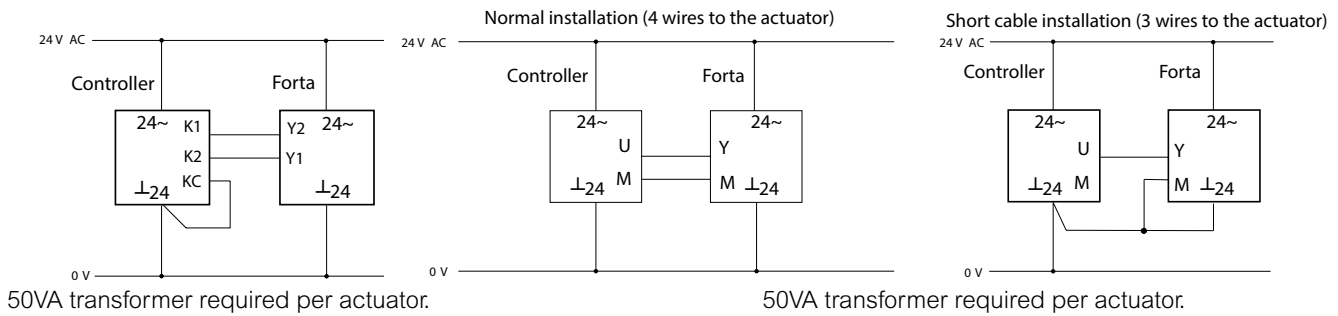 Normal installation (4 wires to the actuator)
Short cable installation (3 wires to the actuator)
24 V AC
24 V AC
24 V AC
Controller
Forta
Controller
Forta
Controller
Forta
24~
K1
Y2
24~
K2
Y1
KC
⊥24
⊥24
24~
24~
U
Y
⊥24
M
M
⊥24
24~
24~
U
Y
⊥24
M
M
⊥24
0 V
0 V
0 V
50VA transformer required per actuator.
50VA transformer required per actuator.